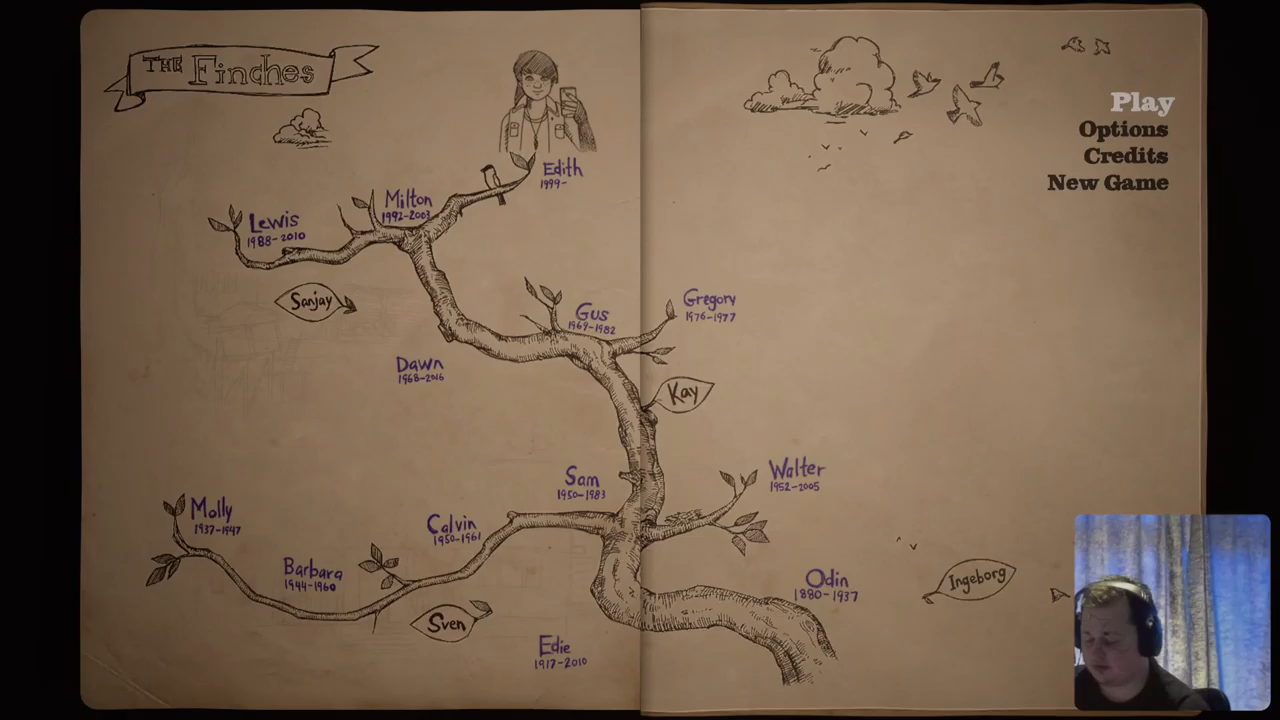 THE Finches
Edith
1999-
Milton
1992-2003
Lewis
1988-2010
Sanjay
Gus
1969-1982
Gregory
1976-1977
Dawn
1968-2016
Kay
Sam
1950-1983
Walter
1952-2005
Molly
1937-1947
Calvin
1950-1961
Barbara
1944-1960
Sven
Odin
1880-1937
Ingeborg
Edie
1917-2010
Play
Options
Credits
New Game